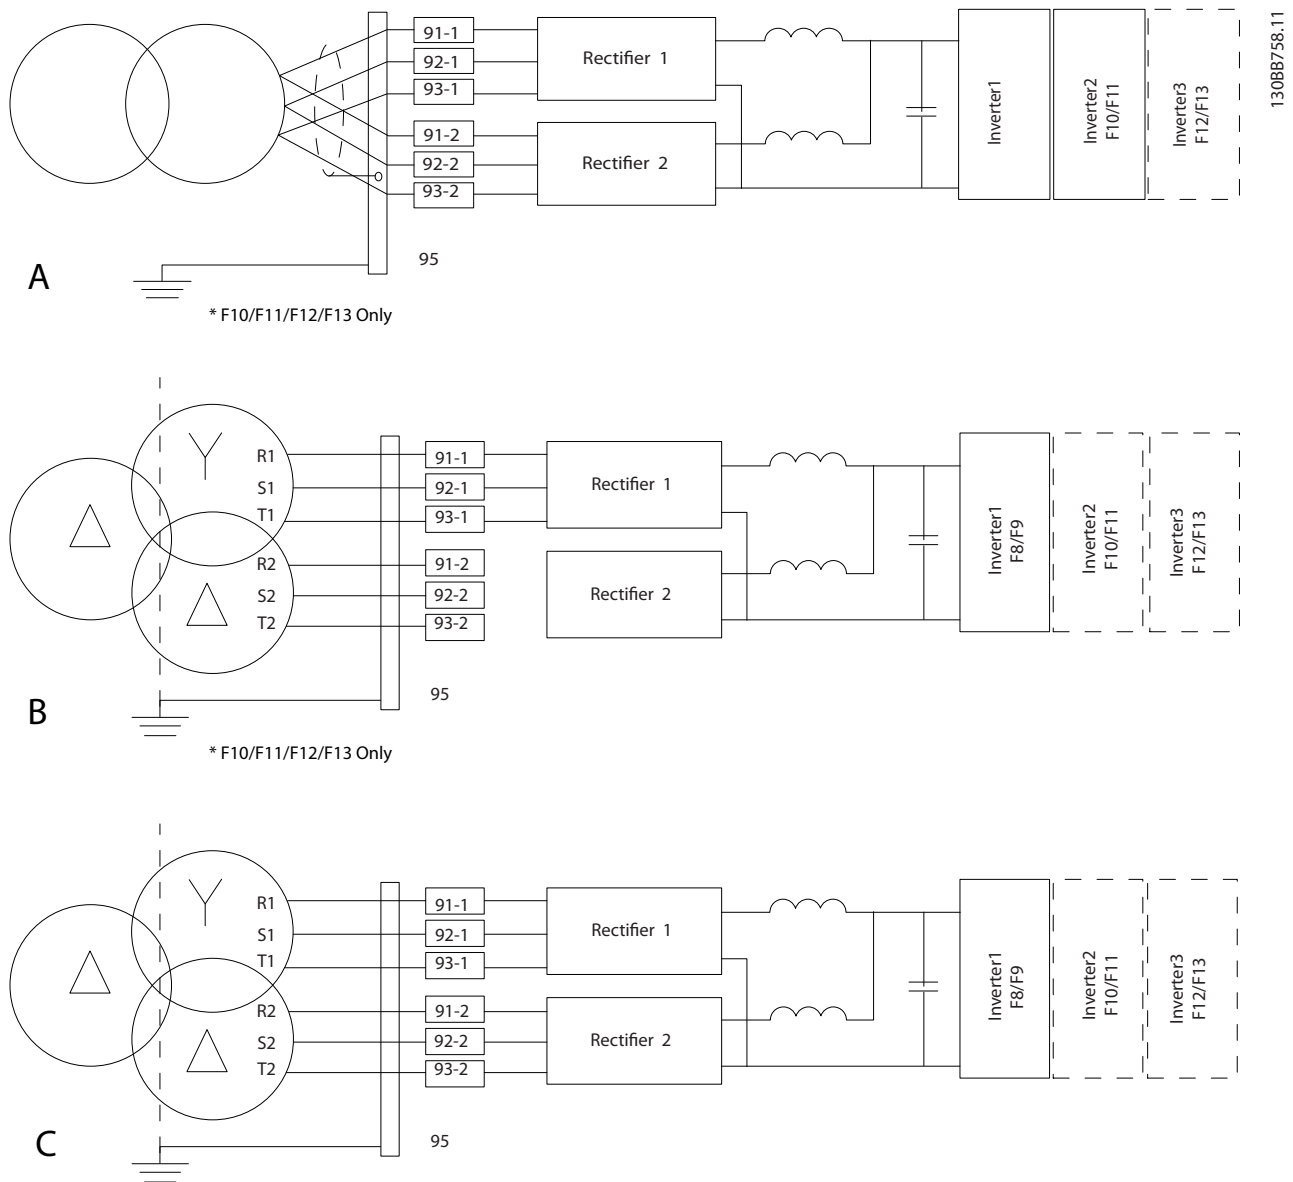 91-1
92-1
93-1
91-2
92-2
93-2
Rectifier 1
Rectifier 2
Inverter1
Inverter2
F10/F11
Inverter3
F12/F13
130BB758.11
95
A
* F10/F11/F12/F13 Only
R1
S1
T1
R2
S2
T2
91-1
92-1
93-1
91-2
92-2
93-2
Rectifier 1
Rectifier 2
Inverter1
F8/F9
Inverter2
F10/F11
Inverter3
F12/F13
95
B
* F10/F11/F12/F13 Only
R1
S1
T1
R2
S2
T2
91-1
92-1
93-1
91-2
92-2
93-2
Rectifier 1
Rectifier 2
Inverter1
F8/F9
Inverter2
F10/F11
Inverter3
F12/F13
95
C